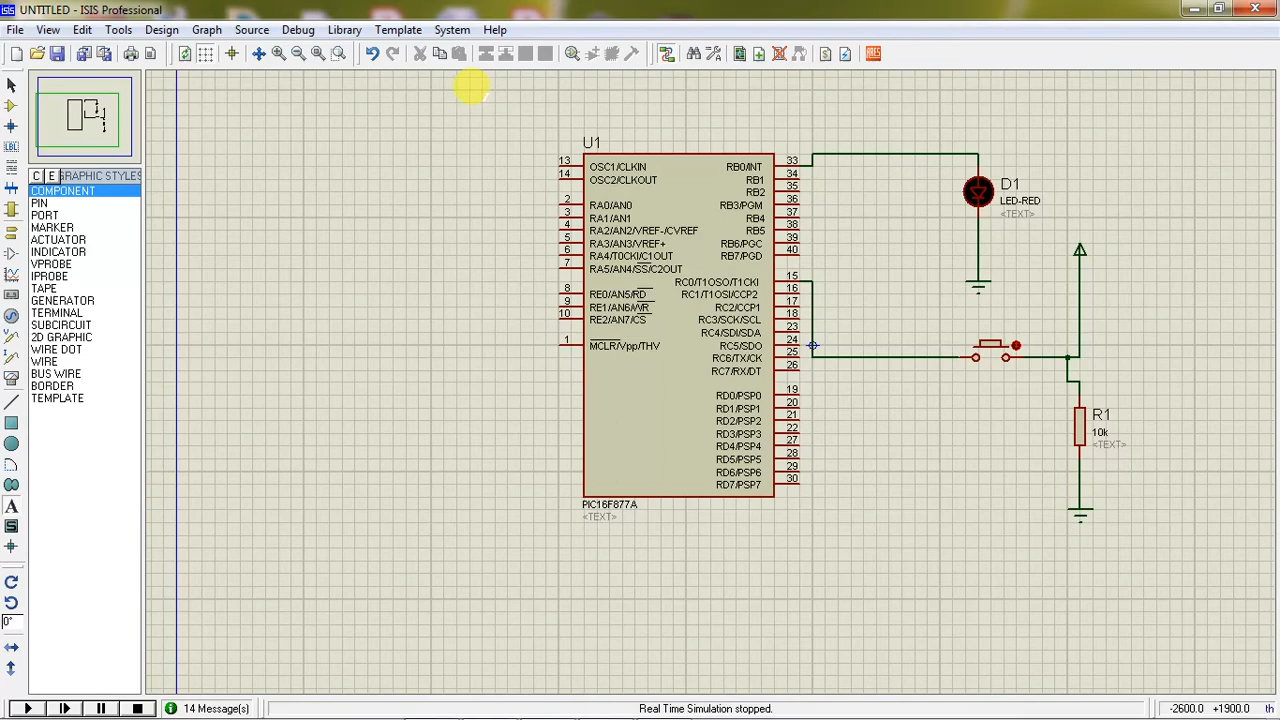 UNTITLED - ISIS Professional
File View Edit Tools Design Graph Source Debug Library Template System Help
LBL
ARES
C E GRAPHIC STYLES
COMPONENT
PIN
PORT
MARKER
ACTUATOR
INDICATOR
VPROBE
IPROBE
TAPE
GENERATOR
TERMINAL
SUBCIRCUIT
2D GRAPHIC
WIRE DOT
WIRE
BUS WIRE
BORDER
TEMPLATE
A
S
0°
U1
13 OSC1/CLKIN RB0/INT 33
14 OSC2/CLKOUT RB1 34
RB2 35
2 RA0/AN0 RB3/PGM 36
3 RA1/AN1 RB4 37
4 RA2/AN2/VREF-/CVREF RB5 38
5 RA3/AN3/VREF+ RB6/PGC 39
6 RA4/T0CKI/C1OUT RB7/PGD 40
7 RA5/AN4/SS/C2OUT
RC0/T1OSO/T1CKI 15
8 RE0/AN5/RD RC1/T1OSI/CCP2 16
9 RE1/AN6/WR RC2/CCP1 17
10 RE2/AN7/CS RC3/SCK/SCL 18
RC4/SDI/SDA 23
1 MCLR/Vpp/THV RC5/SDO 24
RC6/TX/CK 25
RC7/RX/DT 26
RD0/PSP0 19
RD1/PSP1 20
RD2/PSP2 21
RD3/PSP3 22
RD4/PSP4 27
RD5/PSP5 28
RD6/PSP6 29
RD7/PSP7 30
PIC16F877A
<TEXT>
D1
LED-RED
<TEXT>
R1
10k
<TEXT>
14 Message(s) Real Time Simulation stopped. -2600.0 +1900.0 th